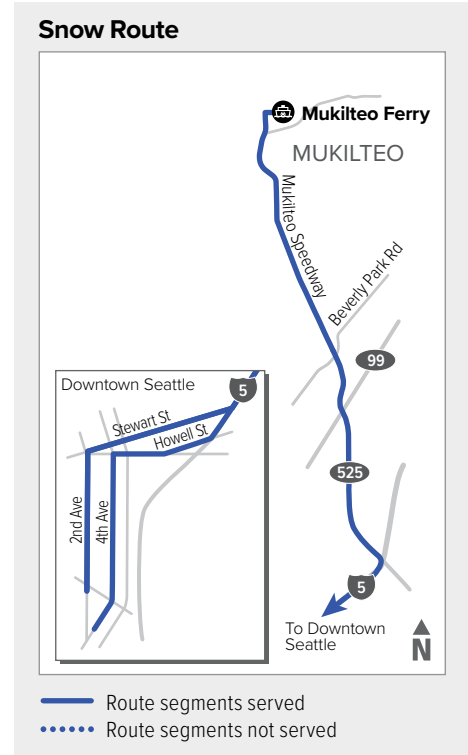 Snow Route
Mukilteo Ferry
MUKILTEO
Mukilteo Speedway
Beverly Park Rd
99
525
5
To Downtown
Seattle
N
Downtown Seattle
5
Stewart St
Howell St
2nd Ave
4th Ave
Route segments served
Route segments not served